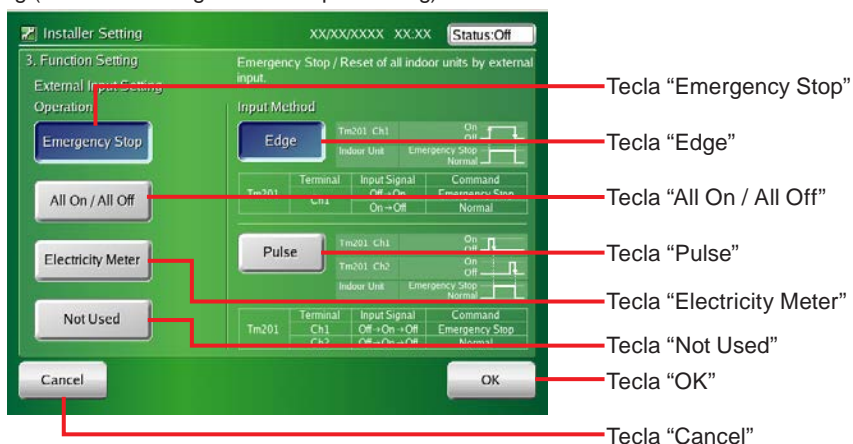 Installer Setting XX/XX/XXXX XX:XX Status:Off
3. Function Setting
External Input Setting
Operation
Emergency Stop / Reset of all indoor units by external
input.
Input Method
Emergency Stop
All On / All Off
Electricity Meter
Not Used
Edge
Tm201 Ch1 On
Off
Indoor Unit Emergency Stop
Normal
Terminal Input Signal Command
Tm201 Ch1 Off→On Emergency Stop
On→Off Normal
Pulse
Tm201 Ch1 On
Off
Tm201 Ch2 On
Off
Indoor Unit Emergency Stop
Normal
Terminal Input Signal Command
Tm201 Ch1 Off→On→Off Emergency Stop
Ch2 Off→On→Off Normal
Cancel
OK
Tecla “Emergency Stop”
Tecla “Edge”
Tecla “All On / All Off”
Tecla “Pulse”
Tecla “Electricity Meter”
Tecla “Not Used”
Tecla “OK”
Tecla “Cancel”